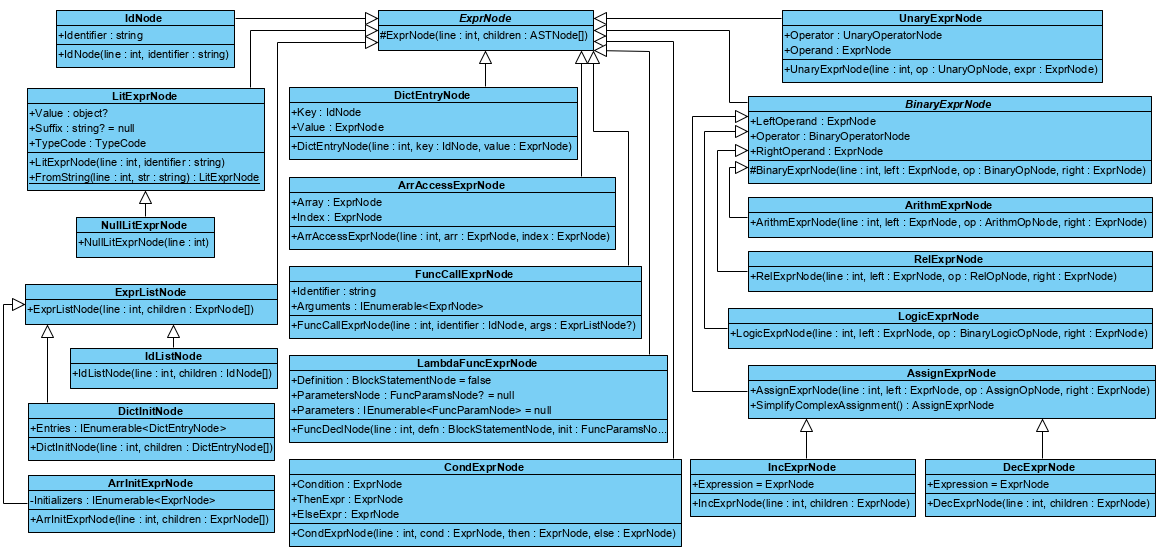 IdNode
+Identifier : string
+IdNode(line : int, identifier : string)
ExprNode
#ExprNode(line : int, children : ASTNode[])
UnaryExprNode
+Operator : UnaryOperatorNode
+Operand : ExprNode
+UnaryExprNode(line : int, op : UnaryOpNode, expr : ExprNode)
LitExprNode
+Value : object?
+Suffix : string? = null
+TypeCode : TypeCode
+LitExprNode(line : int, identifier : string)
+FromString(line : int, str : string) : LitExprNode
DictEntryNode
+Key : IdNode
+Value : ExprNode
+DictEntryNode(line : int, key : IdNode, value : ExprNode)
BinaryExprNode
+LeftOperand : ExprNode
+Operator : BinaryOperatorNode
+RightOperand : ExprNode
#BinaryExprNode(line : int, left : ExprNode, op : BinaryOpNode, right : ExprNode)
NullLitExprNode
+NullLitExprNode(line : int)
ArrAccessExprNode
+Array : ExprNode
+Index : ExprNode
+ArrAccessExprNode(line : int, arr : ExprNode, index : ExprNode)
ArithmExprNode
+ArithmExprNode(line : int, left : ExprNode, op : ArithmOpNode, right : ExprNode)
RelExprNode
+RelExprNode(line : int, left : ExprNode, op : RelOpNode, right : ExprNode)
ExprListNode
+ExprListNode(line : int, children : ExprNode[])
FuncCallExprNode
+Identifier : string
+Arguments : IEnumerable<ExprNode>
+FuncCallExprNode(line : int, identifier : IdNode, args : ExprListNode?)
LogicExprNode
+LogicExprNode(line : int, left : ExprNode, op : BinaryLogicOpNode, right : ExprNode)
IdListNode
+IdListNode(line : int, children : IdNode[])
LambdaFuncExprNode
+Definition : BlockStatementNode = false
+ParametersNode : FuncParamsNode? = null
+Parameters : IEnumerable<FuncParamNode> = null
+FuncDeclNode(line : int, defn : BlockStatementNode, init : FuncParamsNo...
AssignExprNode
+AssignExprNode(line : int, left : ExprNode, op : AssignOpNode, right : ExprNode)
+SimplifyComplexAssignment() : AssignExprNode
DictInitNode
+Entries : IEnumerable<DictEntryNode>
+DictInitNode(line : int, children : DictEntryNode[])
ArrInitExprNode
-Initializers : IEnumerable<ExprNode>
+ArrInitExprNode(line : int, children : ExprNode[])
CondExprNode
+Condition : ExprNode
+ThenExpr : ExprNode
+ElseExpr : ExprNode
+CondExprNode(line : int, cond : ExprNode, then : ExprNode, else : ExprNode)
IncExprNode
+Expression = ExprNode
+IncExprNode(line : int, children : ExprNode)
DecExprNode
+Expression = ExprNode
+DecExprNode(line : int, children : ExprNode)